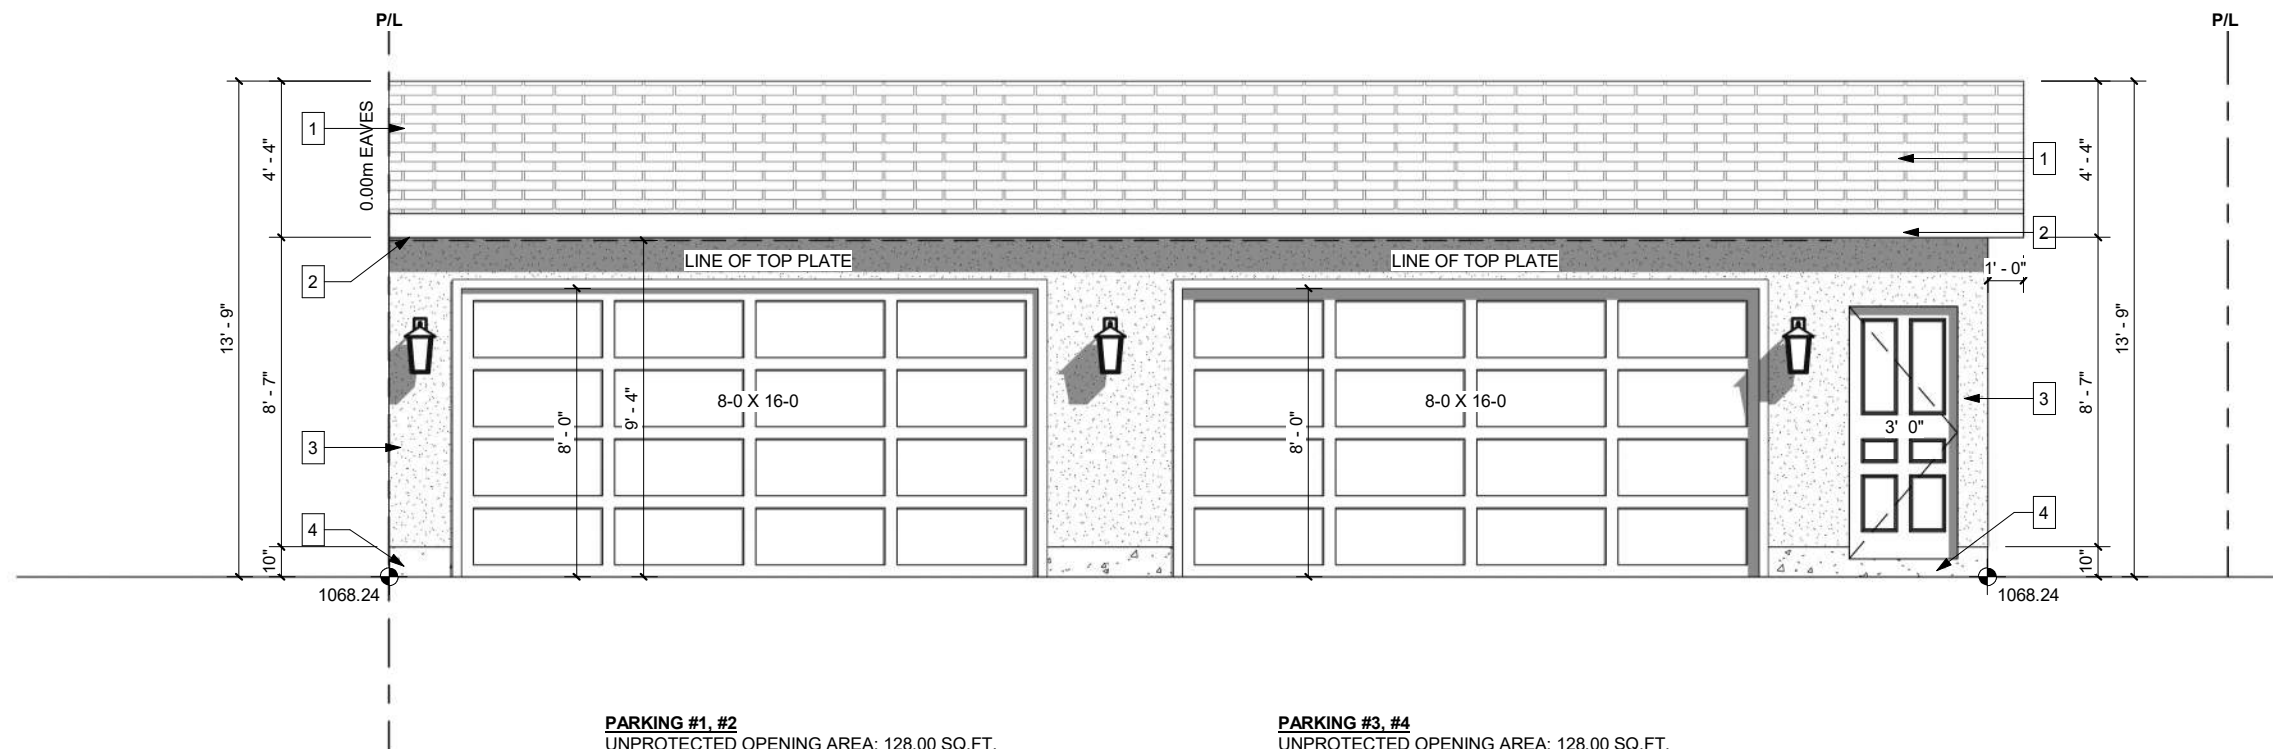 P/L
P/L
1
0.00m EAVES
4' - 4"
13' - 9"
2
8' - 7"
3
4
10"
1068.24
LINE OF TOP PLATE
LINE OF TOP PLATE
8-0 X 16-0
8' - 0"
9' - 4"
8-0 X 16-0
8' - 0"
3' 0"
1
4' - 4"
2
1' - 0"
13' - 9"
3
8' - 7"
4
10"
1068.24
PARKING #1, #2
UNPROTECTED OPENING AREA: 128.00 SQ.FT.
PARKING #3, #4
UNPROTECTED OPENING AREA: 128.00 SQ.FT.